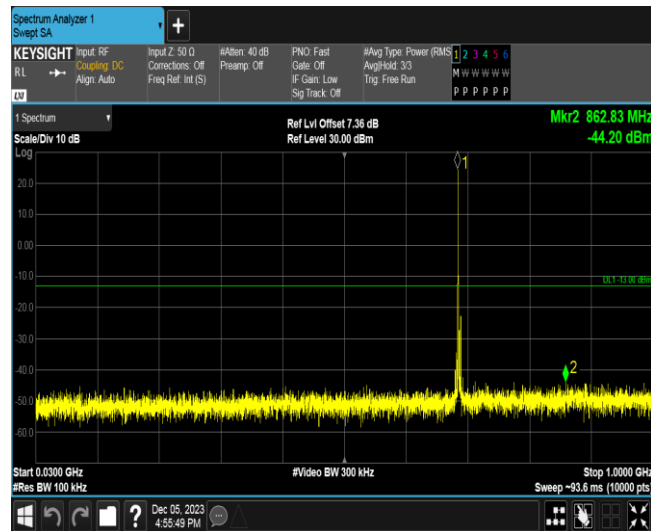 Spectrum Analyzer 1
Swept SA
+
KEYSIGHT
RL
LXI
Input: RF
Coupling: DC
Align: Auto
Input Z: 50 Ω
Corrections: Off
Freq Ref: Int (S)
#Atten: 40 dB
Preamp: Off
PNO: Fast
Gate: Off
IF Gain: Low
Sig Track: Off
#Avg Type: Power (RMS
Avg|Hold: 3/3
Trig: Free Run
1 2 3 4 5 6
M W W W W W
P P P P P P
1 Spectrum
Scale/Div 10 dB
Log
Ref Lvl Offset 7.36 dB
Ref Level 30.00 dBm
Mkr2 862.83 MHz
-44.20 dBm
1
20.0
10.0
0.00
-10.0
DL1 -13.00 dBm
-20.0
-30.0
-40.0
2
-50.0
-60.0
Start 0.0300 GHz
#Res BW 100 kHz
#Video BW 300 kHz
Stop 1.0000 GHz
Sweep ~93.6 ms (10000 pts)
?
Dec 05, 2023
4:55:49 PM